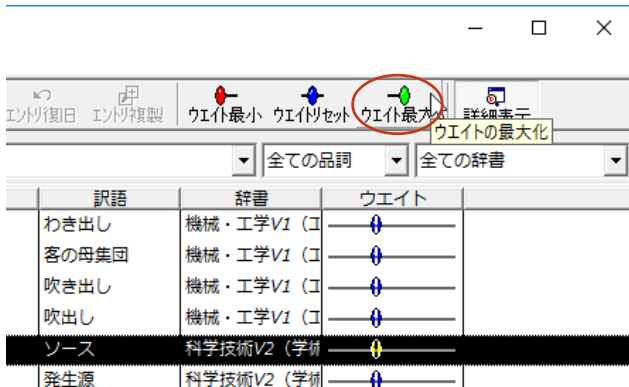 エントリ復旧 エントリ複製 ウエイト最小 ウエイトリセット ウエイト最大 詳細表示
ウエイトの最大化
全ての品詞 全ての辞書
訳語 辞書 ウエイト
わき出し 機械・工学V1（工
客の母集団 機械・工学V1（工
吹き出し 機械・工学V1（工
吹出し 機械・工学V1（工
ソース 科学技術V2（学術
発生源 科学技術V2（学術